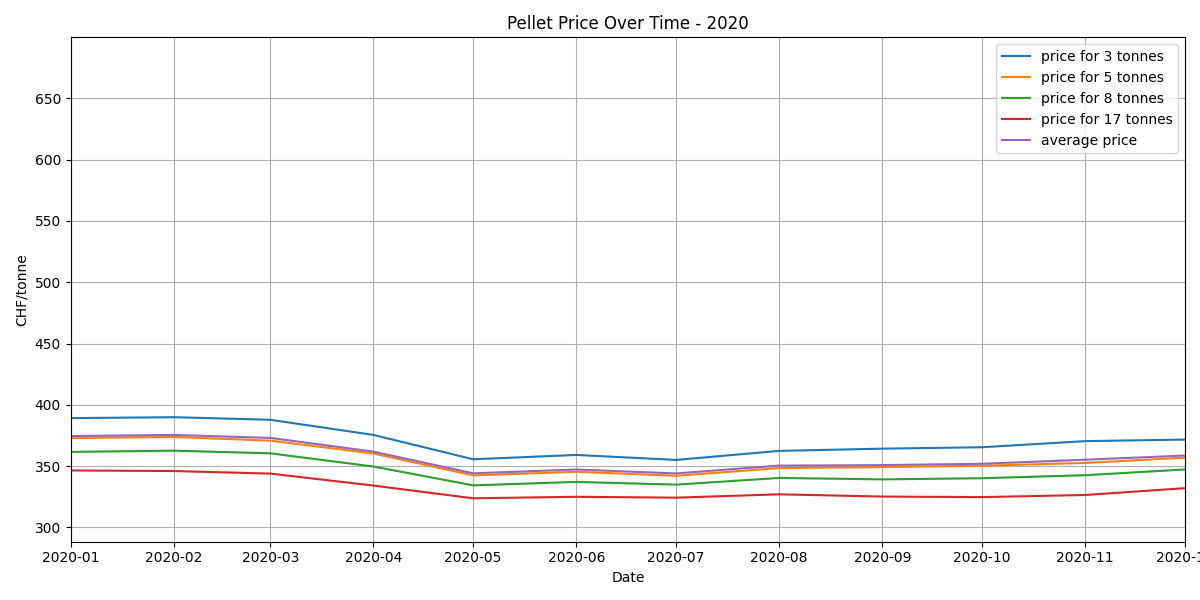 Pellet Price Over Time - 2020
price for 3 tonnes
price for 5 tonnes
price for 8 tonnes
price for 17 tonnes
average price
CHF/tonne
650
600
550
500
450
400
350
300
2020-01 2020-02 2020-03 2020-04 2020-05 2020-06 2020-07 2020-08 2020-09 2020-10 2020-11
Date